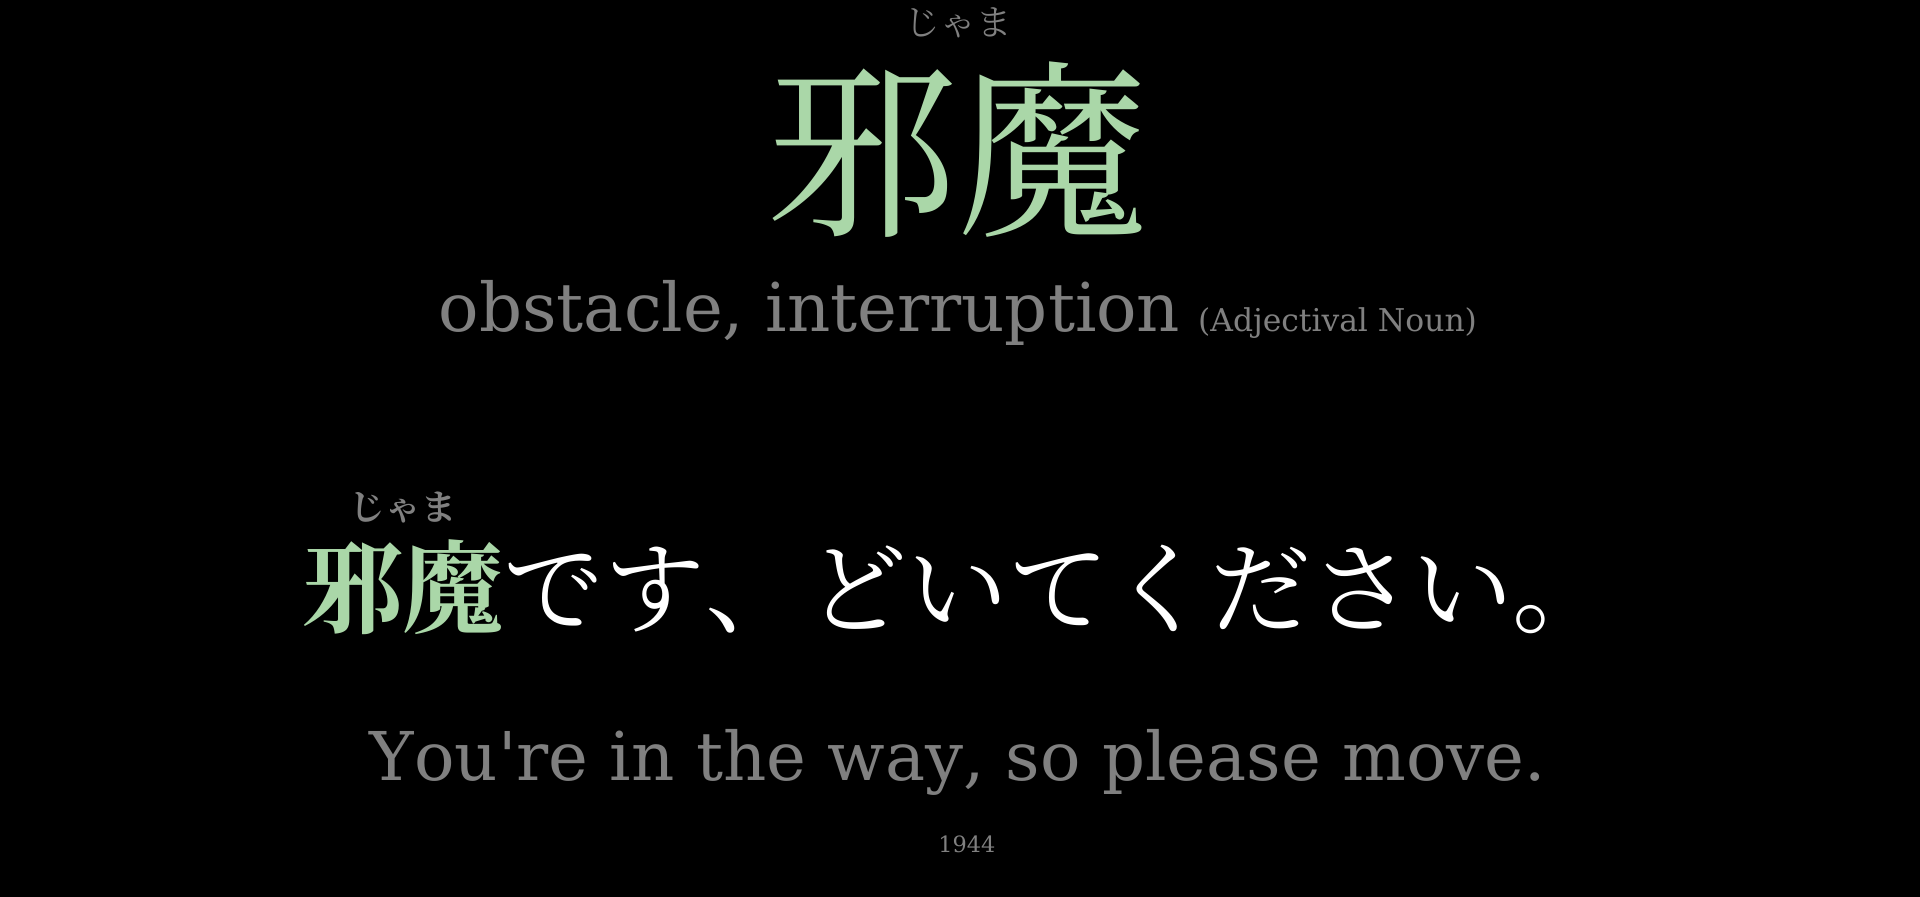 じゃま
邪魔
obstacle, interruption (Adjectival Noun)
じゃま
邪魔です、どいてください。
You're in the way, so please move.
1944